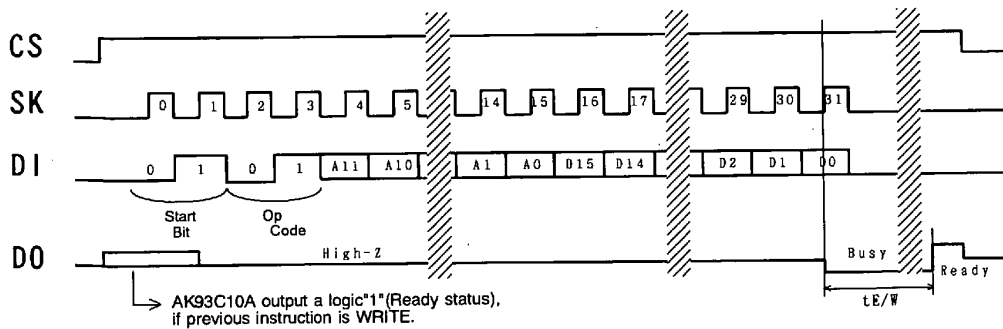 CS
SK 0 1 2 3 4 5 14 15 16 17 29 30 31
DI 0 1 0 1 A11 A10 A1 A0 D15 D14 D2 D1 D0
Start
Bit
Op
Code
DO High-Z Busy Ready
tE/W
AK93C10A output a logic"1"(Ready status),
if previous instruction is WRITE.